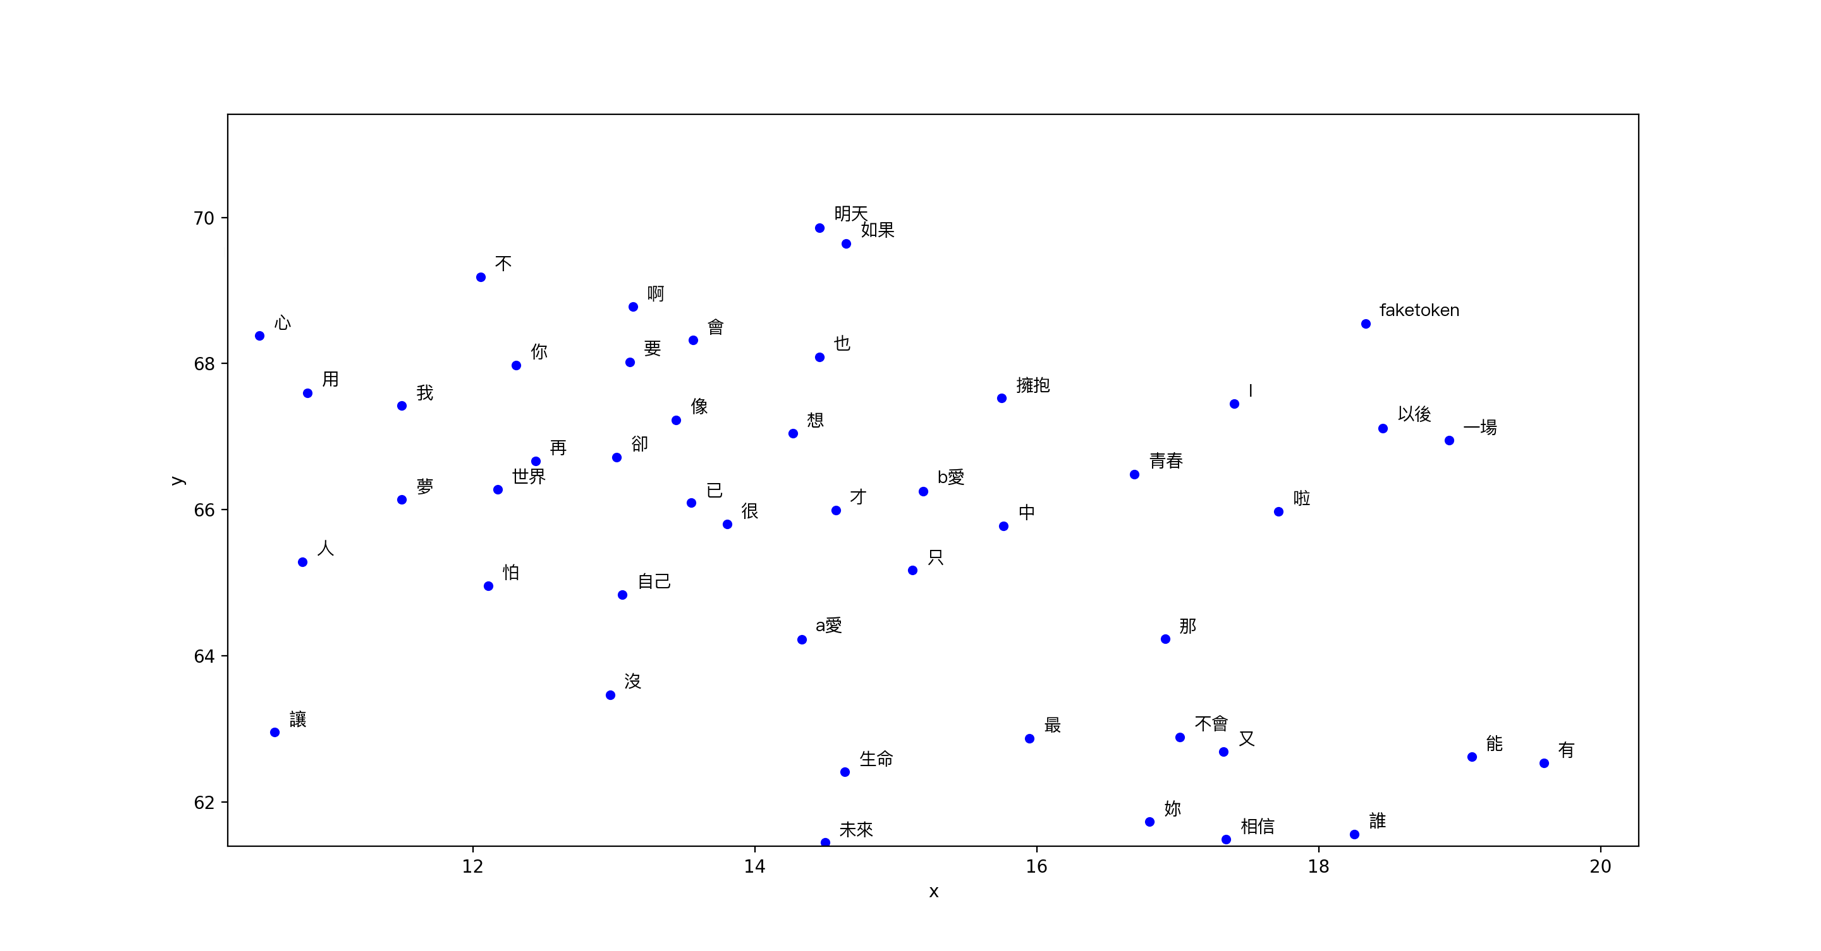 明天
如果
70
不
啊
faketoken
心
會
也
要
你
68
用
擁抱
我
I
像
以後
想
一場
卻
再
青春
世界
b愛
y
夢
已
才
啦
很
中
66
人
只
怕
自己
a愛
那
64
沒
讓
不會
最
又
能
有
生命
妳
62
誰
相信
未來
12
14
16
18
20
x